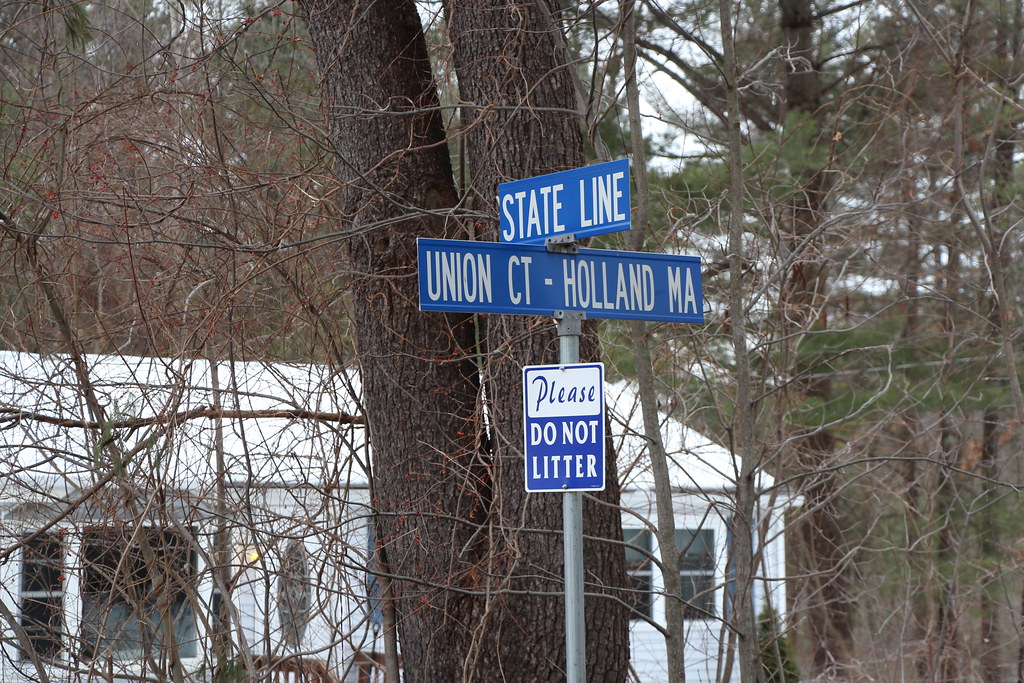 STATE LINE
UNION CT - HOLLAND MA
Please
DO NOT
LITTER